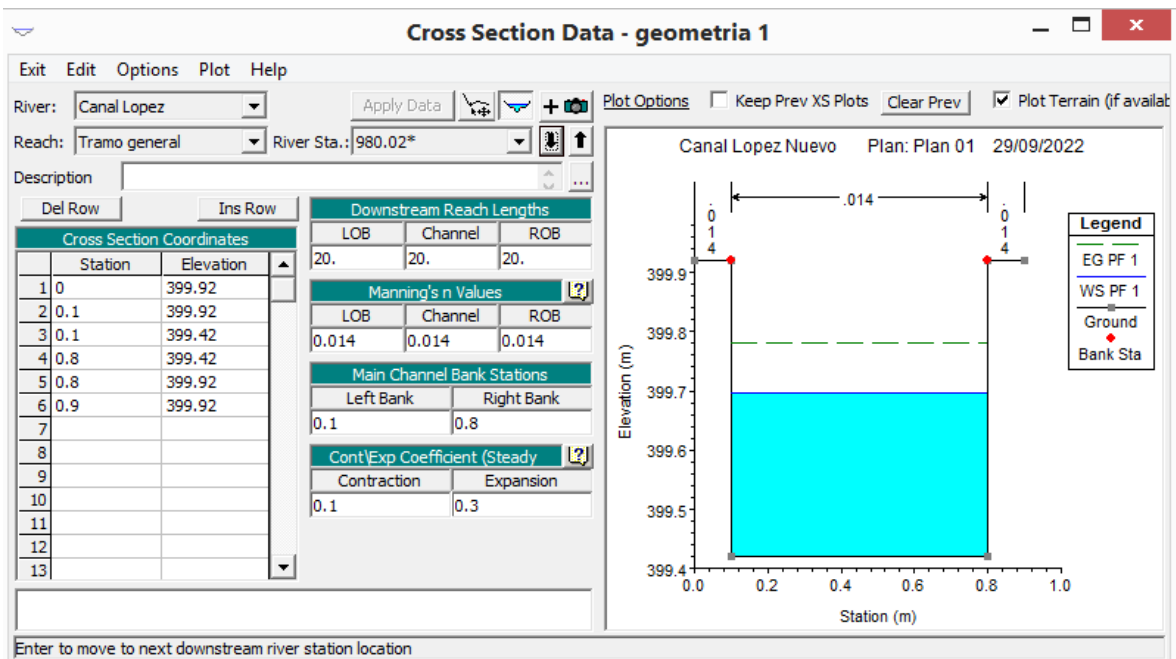 Cross Section Data - geometria 1
Exit Edit Options Plot Help
River: Canal Lopez Apply Data
Reach: Tramo general River Sta.: 980.02*
Description ...
Del Row Ins Row
Cross Section Coordinates
Station Elevation
1 0 399.92
2 0.1 399.92
3 0.1 399.42
4 0.8 399.42
5 0.8 399.92
6 0.9 399.92
7
8
9
10
11
12
13
Downstream Reach Lengths
LOB Channel ROB
20. 20. 20.
Manning's n Values
LOB Channel ROB
0.014 0.014 0.014
Main Channel Bank Stations
Left Bank Right Bank
0.1 0.8
Cont\Exp Coefficient (Steady
Contraction Expansion
0.1 0.3
Plot Options Keep Prev XS Plots Clear Prev Plot Terrain (if availab
Canal Lopez Nuevo Plan: Plan 01 29/09/2022
.014 .014 .014
Legend
EG PF 1
WS PF 1
Ground
Bank Sta
Elevation (m)
399.9
399.8
399.7
399.6
399.5
399.4
0.0 0.2 0.4 0.6 0.8 1.0
Station (m)
Enter to move to next downstream river station location